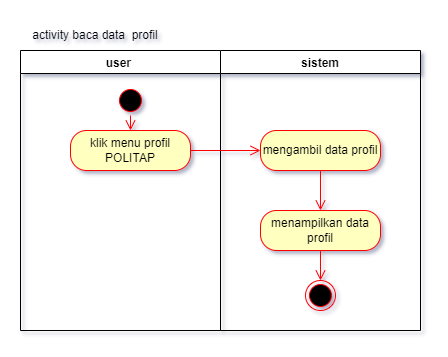 activity baca data profil
user
sistem
klik menu profil
POLITAP
mengambil data profil
menampilkan data
profil